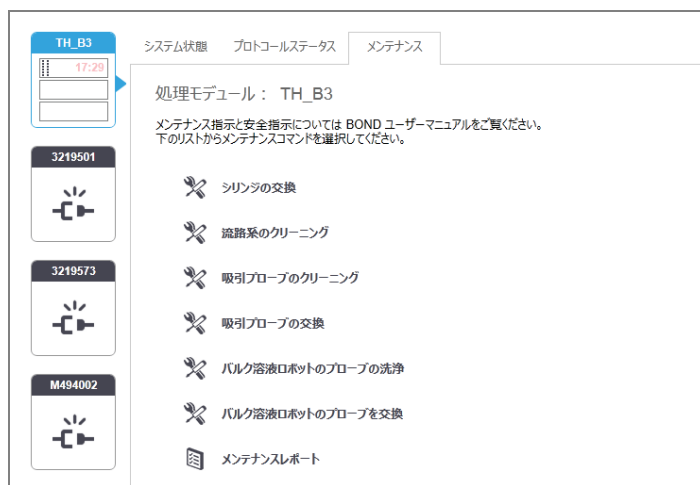 TH_B3
17:29
3219501
3219573
M494002
システム状態 プロトコールステータス メンテナンス
処理モジュール： TH_B3
メンテナンス指示と安全指示については BOND ユーザーマニュアルをご覧ください。
下のリストからメンテナンスコマンドを選択してください。
シリンジの交換
流路系のクリーニング
吸引プローブのクリーニング
吸引プローブの交換
バルク溶液ロボットのプローブの洗浄
バルク溶液ロボットのプローブを交換
メンテナンスレポート